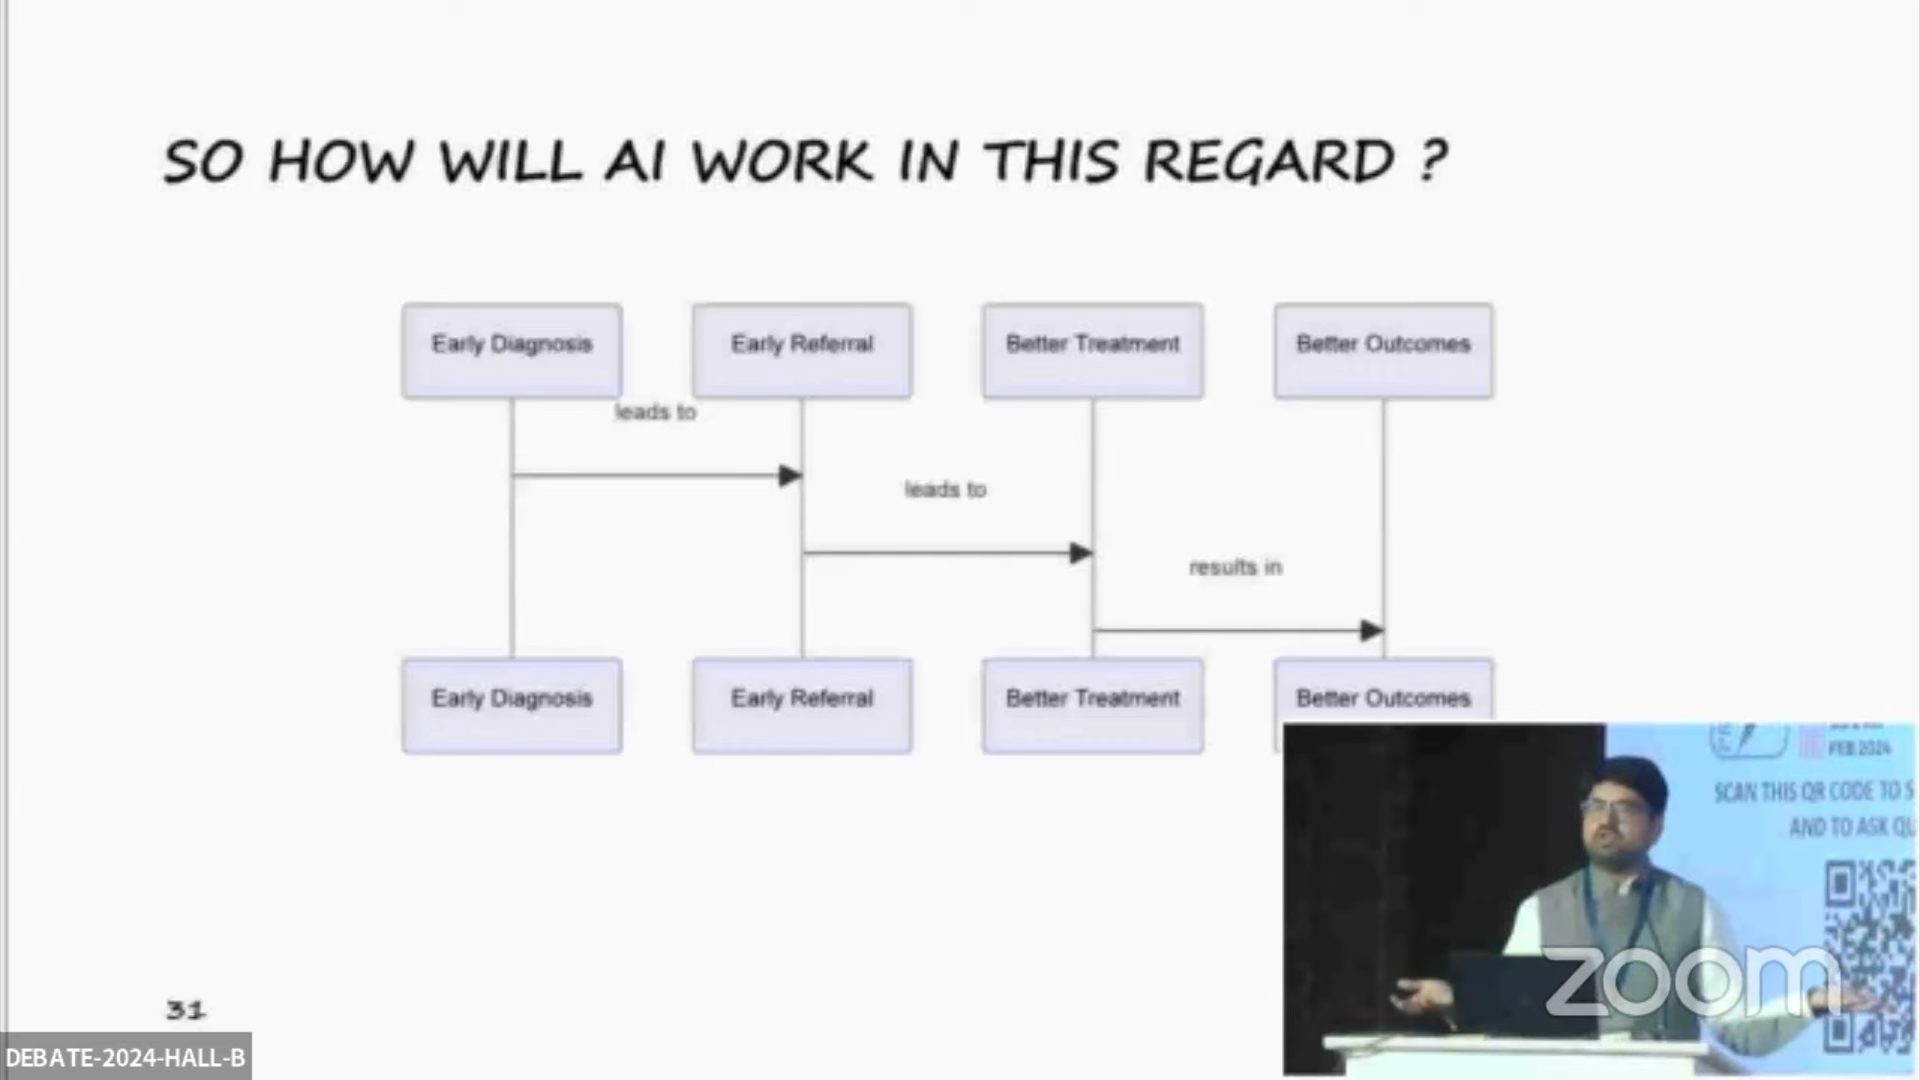 SO HOW WILL AI WORK IN THIS REGARD ?
Early Diagnosis
Early Referral
Better Treatment
Better Outcomes
leads to
leads to
results in
Early Diagnosis
Early Referral
Better Treatment
Better Outcomes
FEB 2024
SCAN THIS QR CODE TO S
AND TO ASK QU
zoom
31
DEBATE-2024-HALL-B